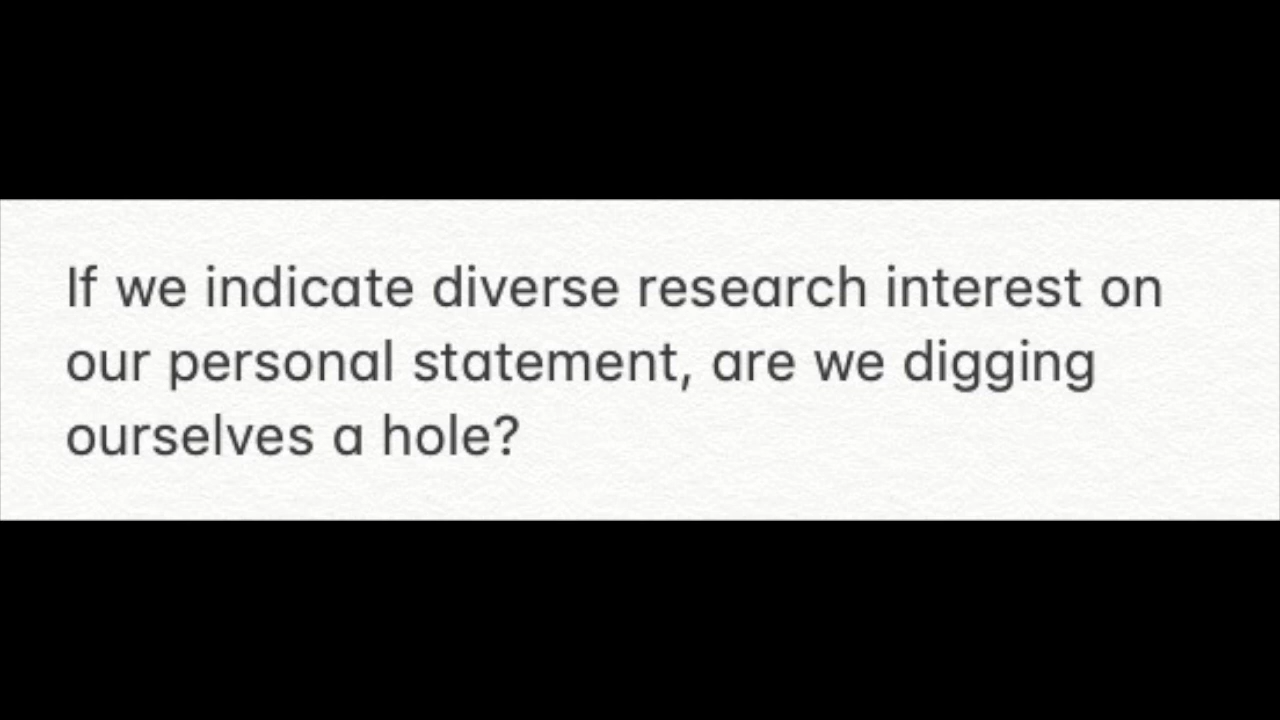 If we indicate diverse research interest on
our personal statement, are we digging
ourselves a hole?